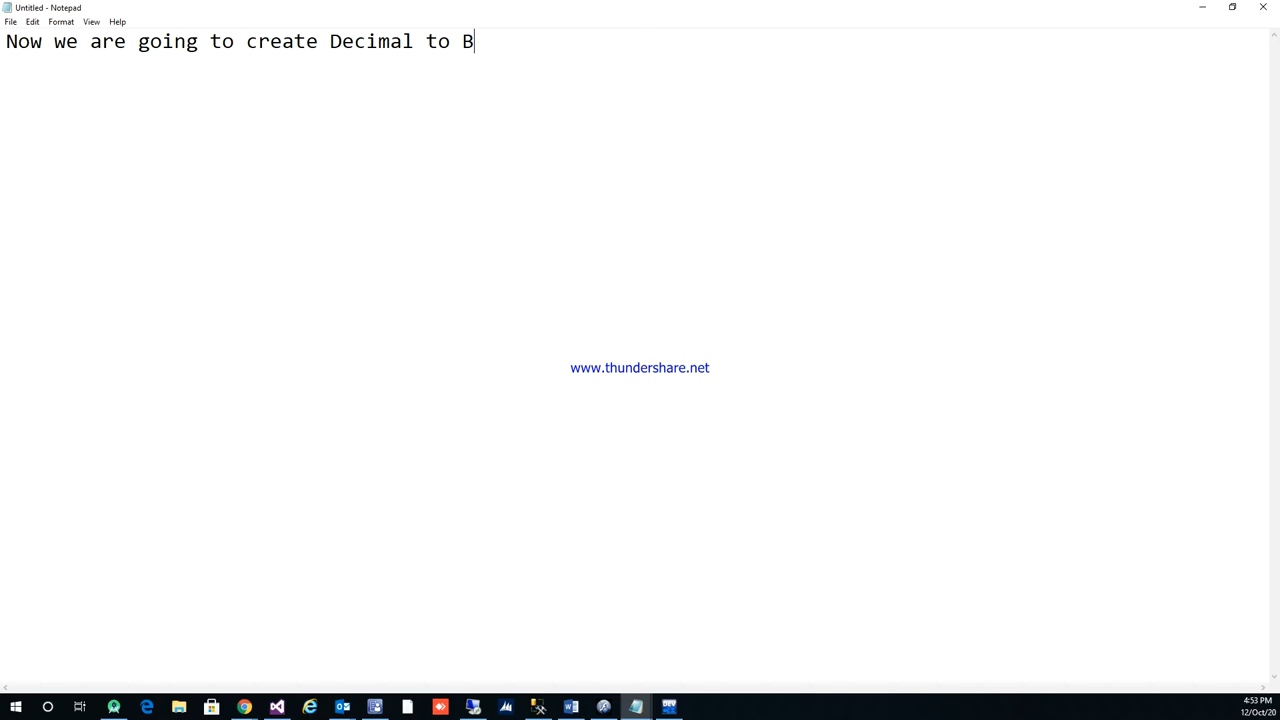 Untitled - Notepad
File Edit Format View Help
Now we are going to create Decimal to B
www.thundershare.net
DEV
4:53 PM
12/Oct/20